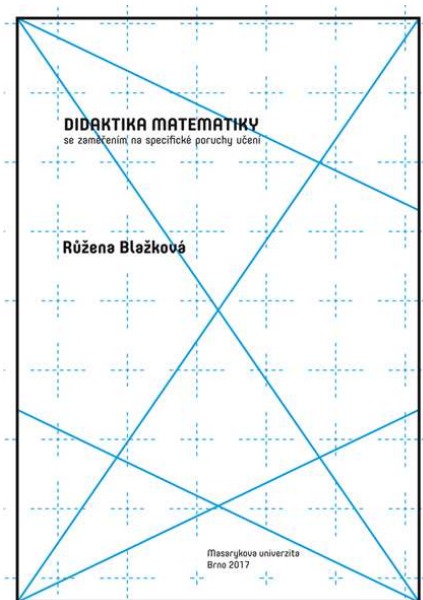 DIDAKTIKA MATEMATIKY
se zaměřením na specifické poruchy učení
Růžena Blažková
Masarykova univerzita
Brno 2017